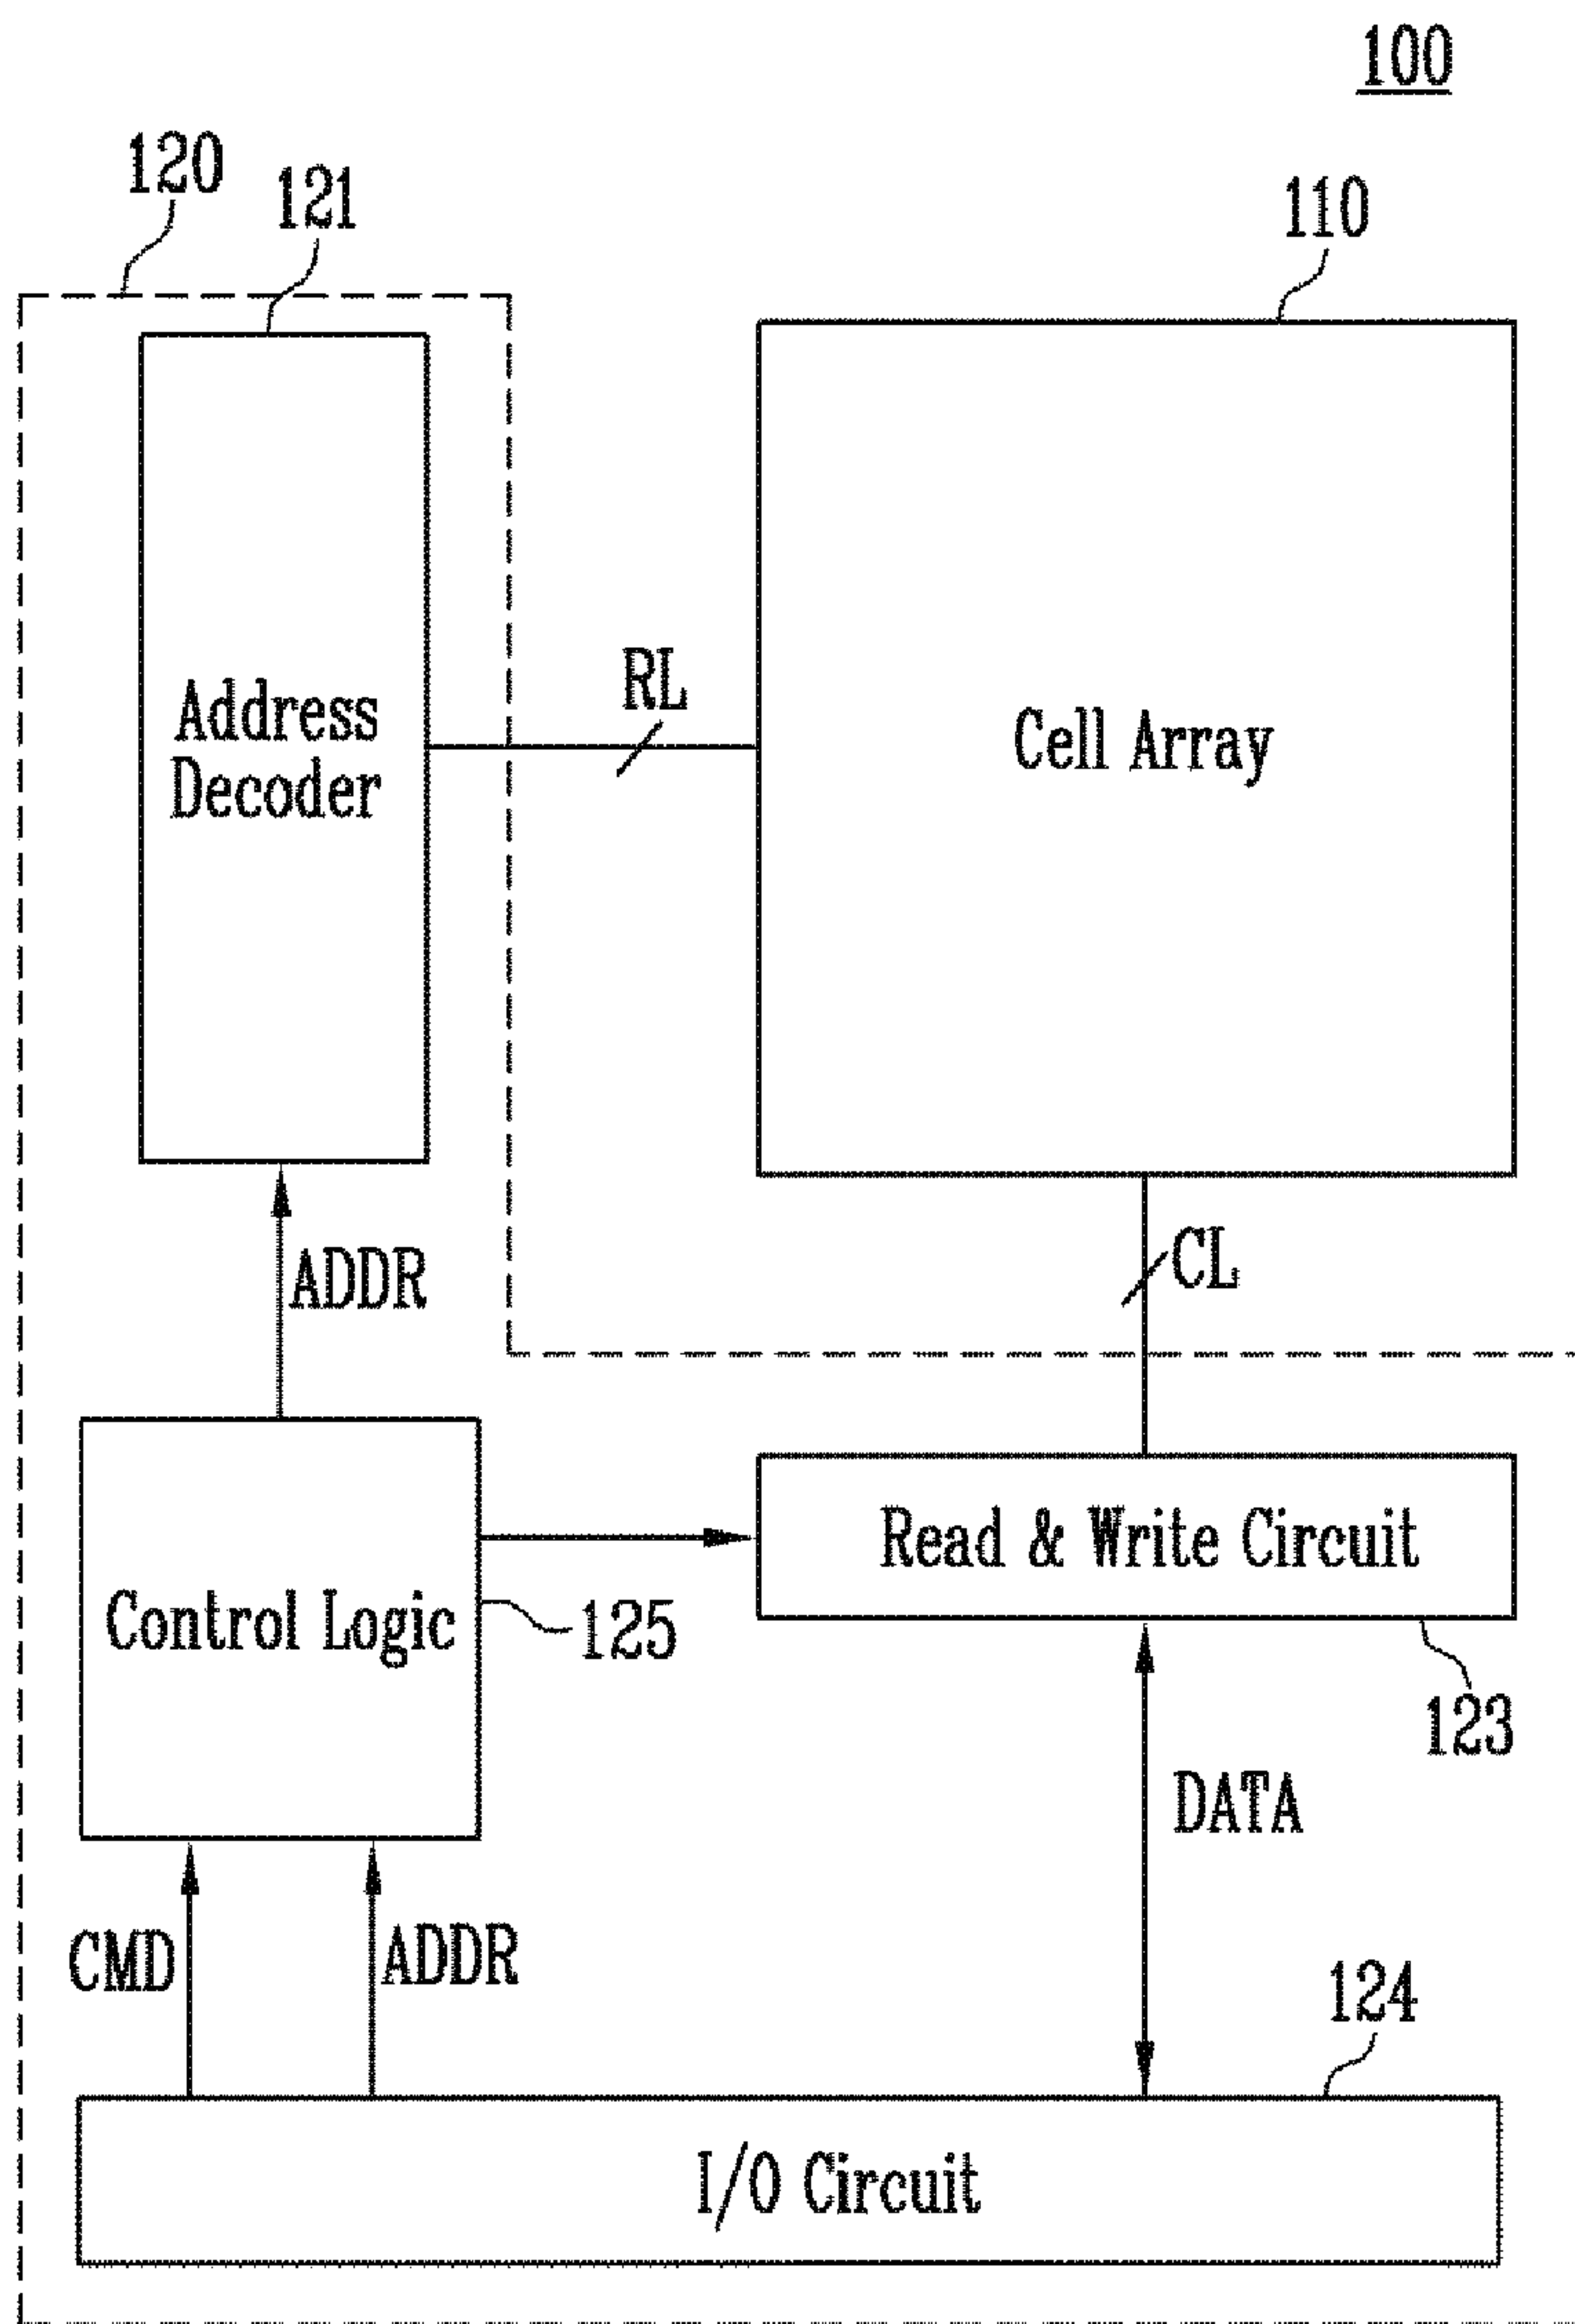 100
120
121
110
Address
Decoder
RL
Cell Array
ADDR
CL
Control Logic
125
Read & Write Circuit
123
DATA
CMD
ADDR
124
I/O Circuit